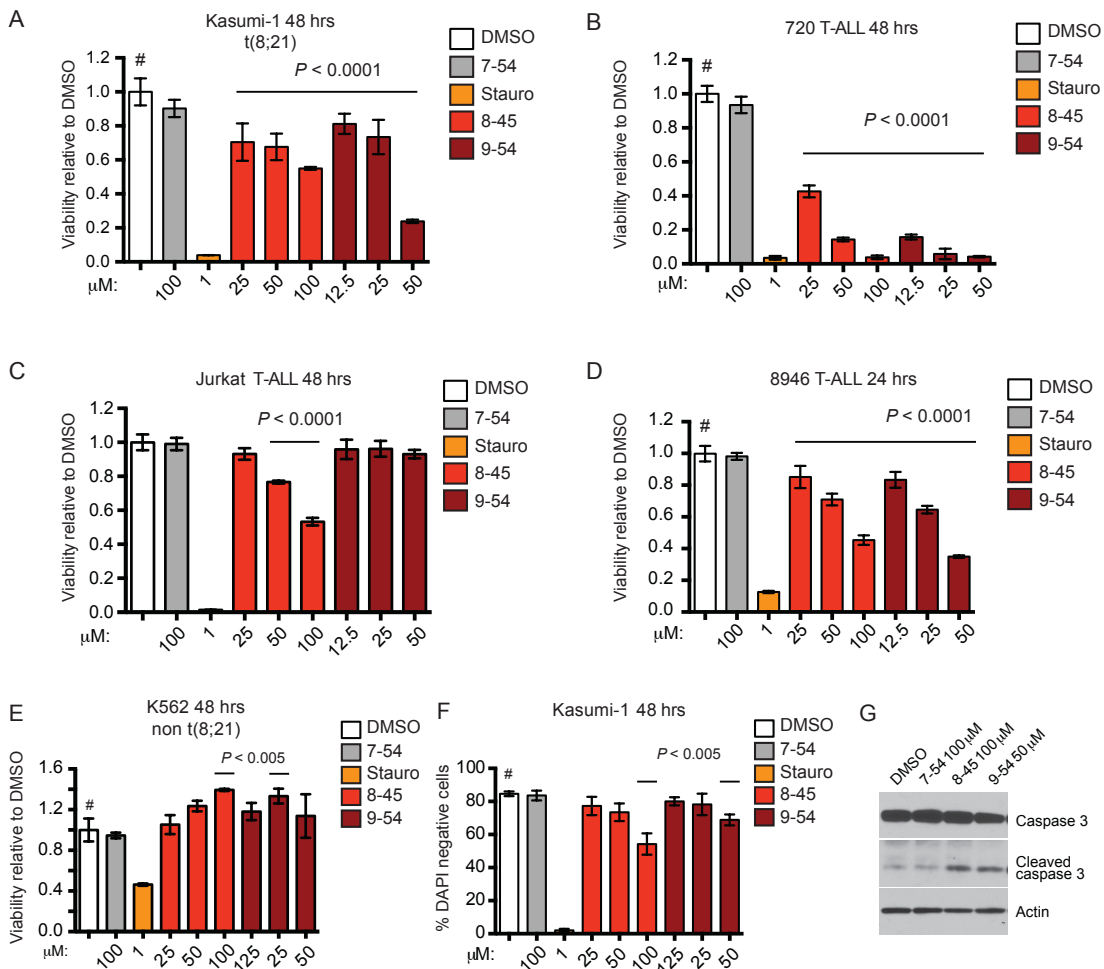 A
Kasumi-1 48 hrs
t(8;21)
P < 0.0001
#
Viability relative to DMSO
1.2
1.0
0.8
0.6
0.4
0.2
0.0
μM:
100
1
25
50
100
12.5
25
50
DMSO
7-54
Stauro
8-45
9-54
B
720 T-ALL 48 hrs
P < 0.0001
#
Viability relative to DMSO
1.2
1.0
0.8
0.6
0.4
0.2
0.0
μM:
100
1
25
50
100
12.5
25
50
DMSO
7-54
Stauro
8-45
9-54
C
Jurkat T-ALL 48 hrs
P < 0.0001
Viability relative to DMSO
1.2
1.0
0.8
0.6
0.4
0.2
0.0
μM:
100
1
25
50
100
12.5
25
50
DMSO
7-54
Stauro
8-45
9-54
D
8946 T-ALL 24 hrs
P < 0.0001
#
Viability relative to DMSO
1.2
1.0
0.8
0.6
0.4
0.2
0.0
μM:
100
1
25
50
100
12.5
25
50
DMSO
7-54
Stauro
8-45
9-54
E
K562 48 hrs
non t(8;21)
P < 0.005
#
Viability relative to DMSO
1.6
1.2
0.8
0.4
0.0
μM:
100
1
25
50
100
125
25
50
DMSO
7-54
Stauro
8-45
9-54
F
Kasumi-1 48 hrs
P < 0.005
#
% DAPI negative cells
100
80
60
40
20
0
μM:
100
1
25
50
100
125
25
50
DMSO
7-54
Stauro
8-45
9-54
G
DMSO
7-54 100 μM
8-45 100 μM
9-54 50 μM
Caspase 3
Cleaved
caspase 3
Actin